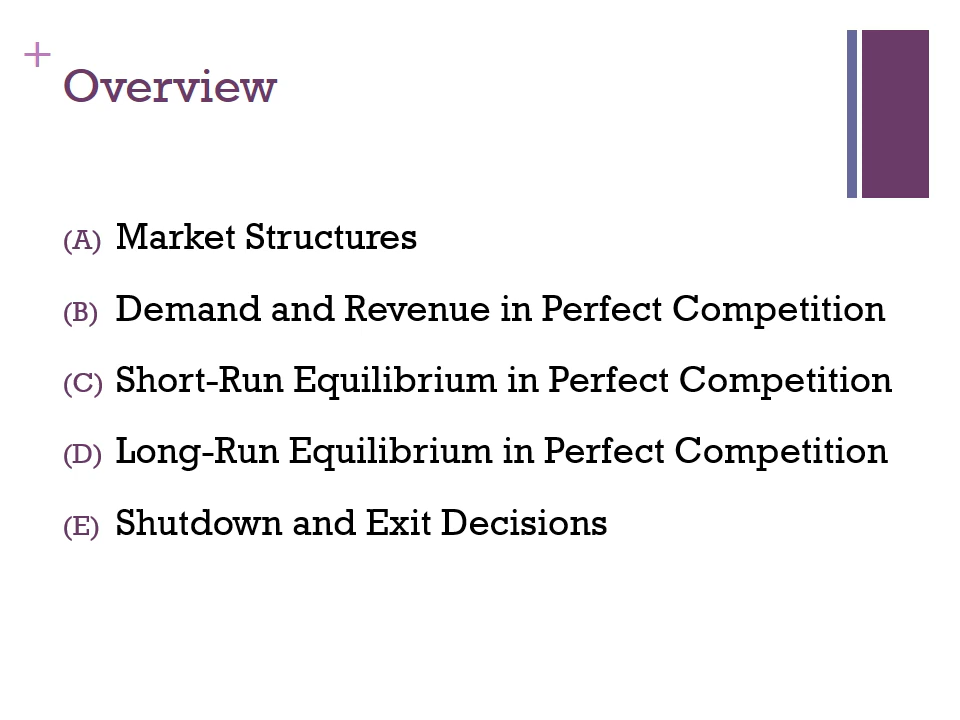 +
Overview
(A) Market Structures
(B) Demand and Revenue in Perfect Competition
(C) Short-Run Equilibrium in Perfect Competition
(D) Long-Run Equilibrium in Perfect Competition
(E) Shutdown and Exit Decisions